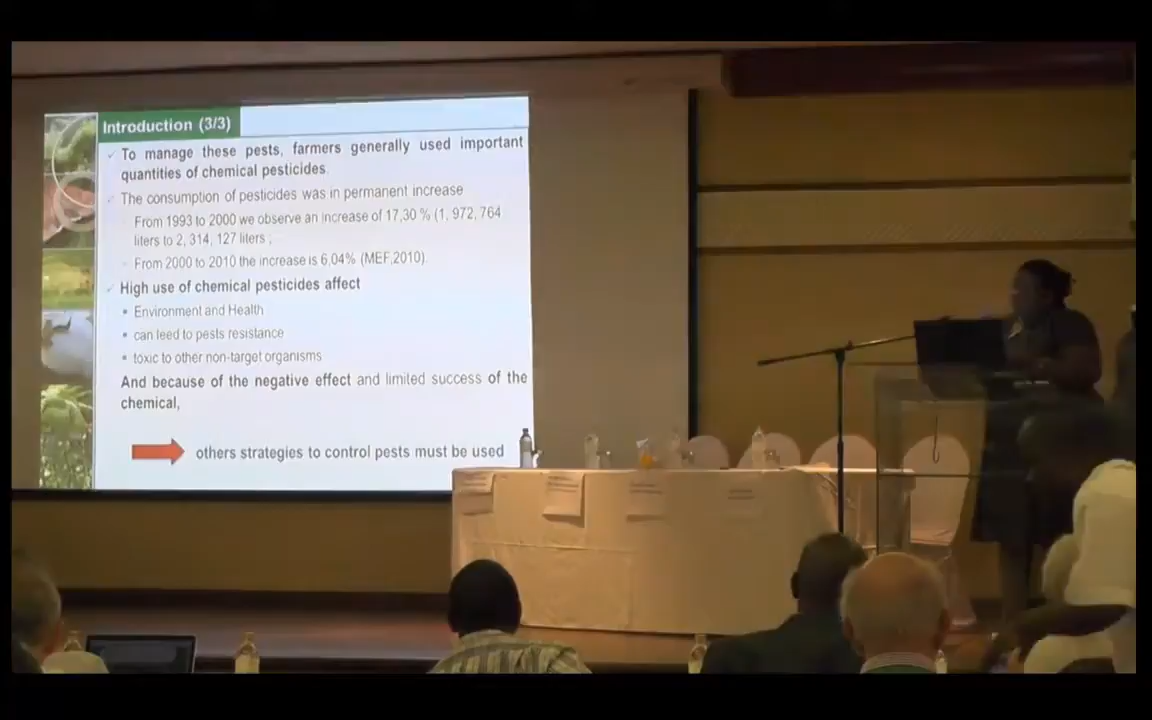 Introduction (3/3)
To manage these pests, farmers generally used important
quantities of chemical pesticides.
The consumption of pesticides was in permanent increase
From 1993 to 2000 we observe an increase of 17,30 % (1, 972, 764
liters to 2, 314, 127 liters ;
From 2000 to 2010 the increase is 6,04% (MEF,2010).
High use of chemical pesticides affect
Environment and Health
can leed to pests resistance
toxic to other non-target organisms
And because of the negative effect and limited success of the
chemical,
others strategies to control pests must be used